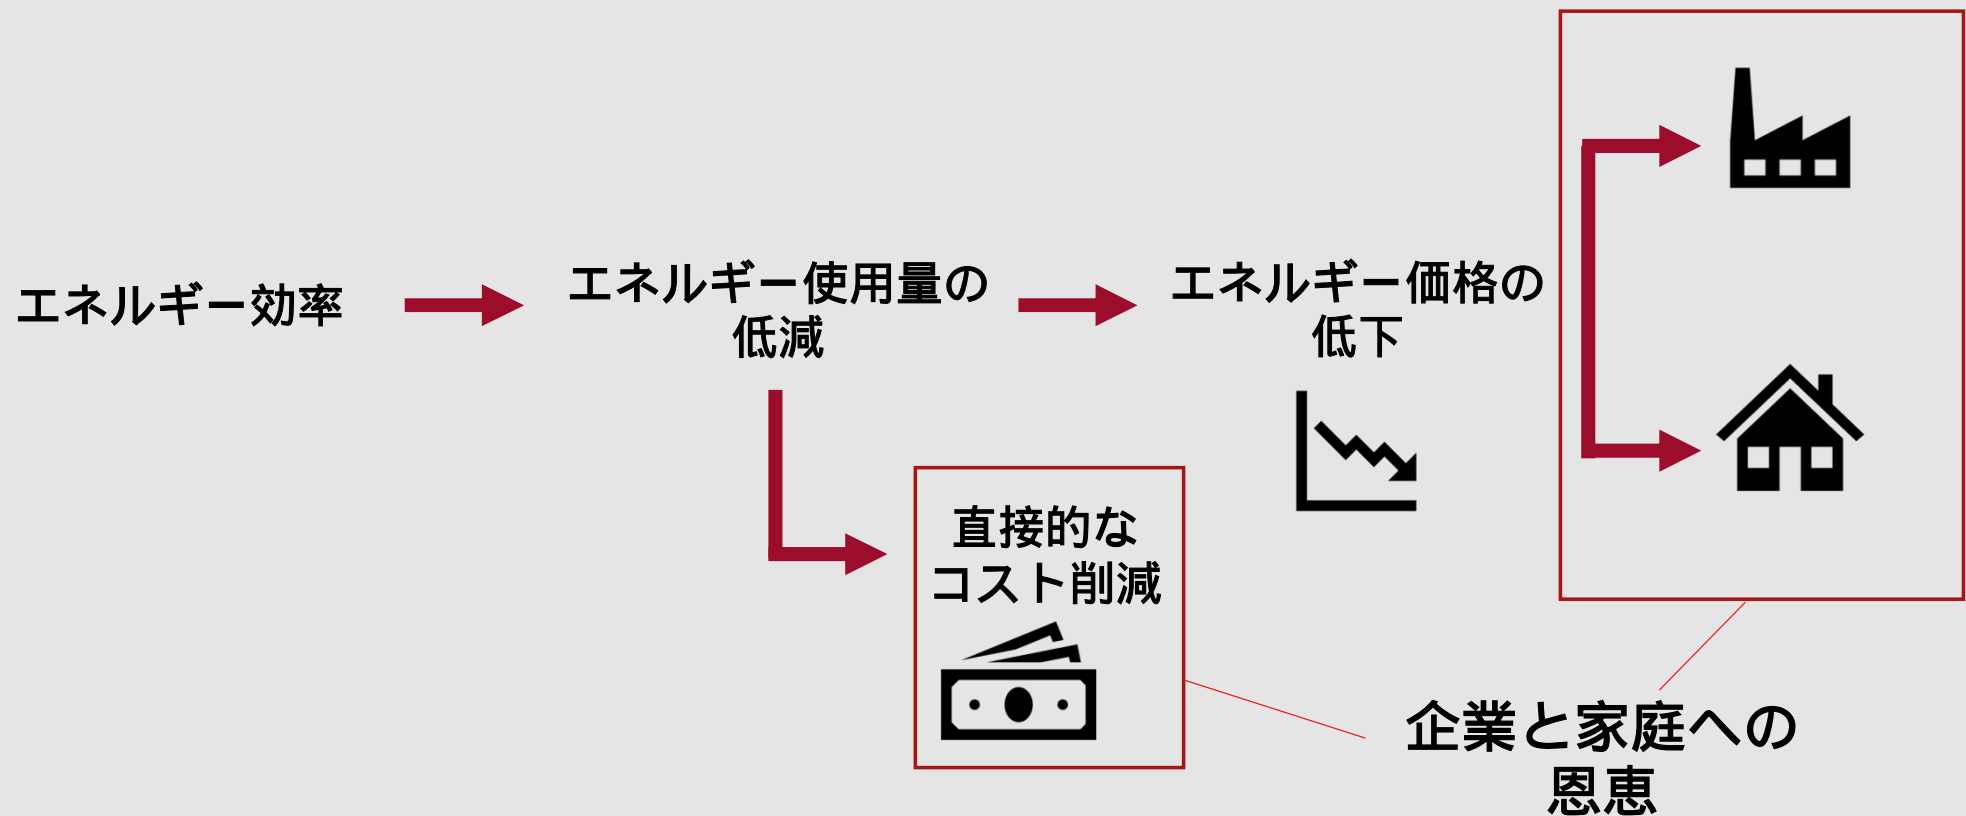 エネルギー効率
エネルギー使用量の
低減
エネルギー価格の
低下
直接的な
コスト削減
企業と家庭への
恩恵